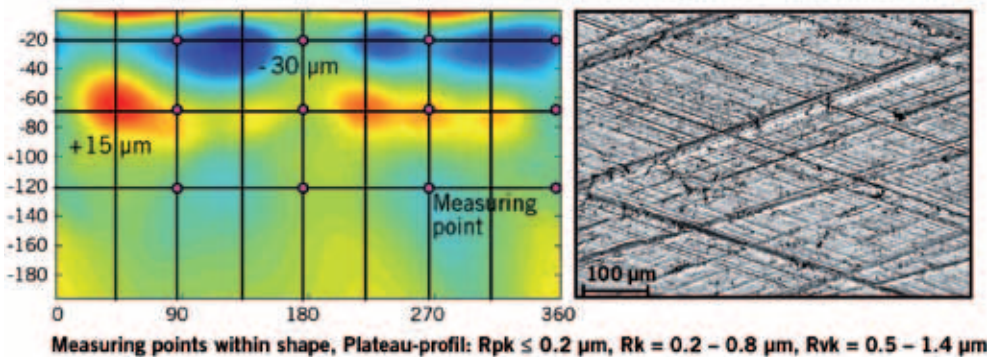 -20
-40
-60
-80
-100
-120
-140
-160
-180
0
90
180
270
360
- 30 µm
+15 µm
Measuring
point
100 µm
Measuring points within shape, Plateau-profil: Rpk ≤ 0.2 µm, Rk = 0.2 – 0.8 µm, Rvk = 0.5 – 1.4 µm